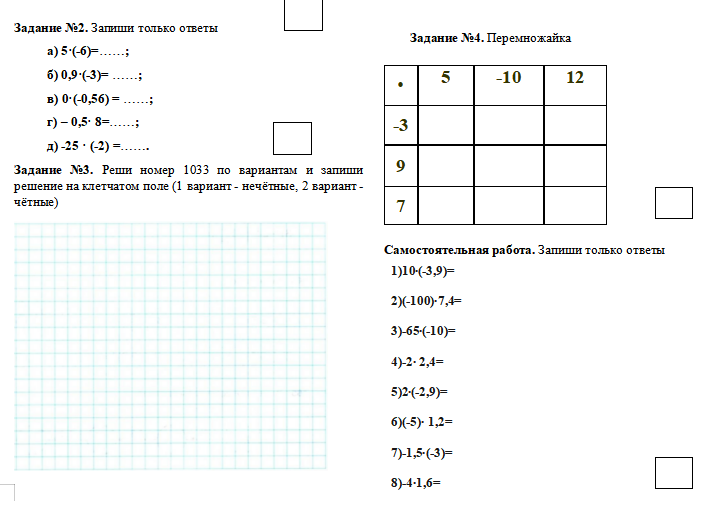 Задание №2. Запиши только ответы
а) 5·(-6)=……;
б) 0,9·(-3)= ……;
в) 0·(-0,56) = ……;
г) – 0,5· 8=……;
д) -25 · (-2) =…….
Задание №3. Реши номер 1033 по вариантам и запиши
решение на клетчатом поле (1 вариант - нечётные, 2 вариант -
чётные)
Задание №4. Перемножайка
· 5 -10 12
-3
9
7
Самостоятельная работа. Запиши только ответы
1)10·(-3,9)=
2)(-100)·7,4=
3)-65·(-10)=
4)-2· 2,4=
5)2·(-2,9)=
6)(-5)· 1,2=
7)-1,5·(-3)=
8)-4·1,6=